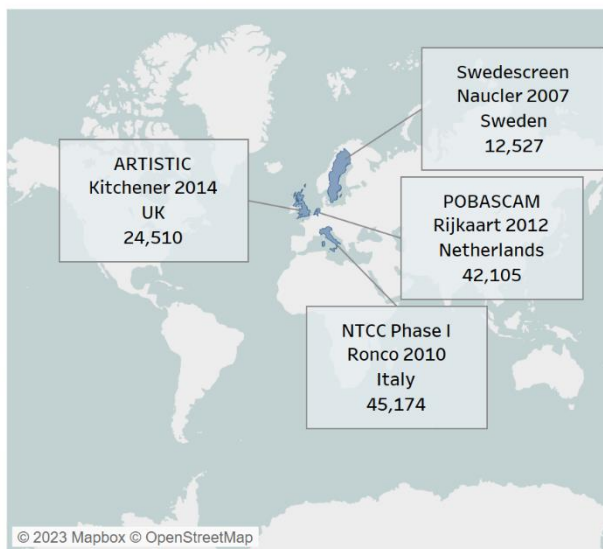 Swedescreen
Naucler 2007
Sweden
12,527
ARTISTIC
Kitchener 2014
UK
24,510
POBASCAM
Rijkaart 2012
Netherlands
42,105
NTCC Phase I
Ronco 2010
Italy
45,174
© 2023 Mapbox © OpenStreetMap